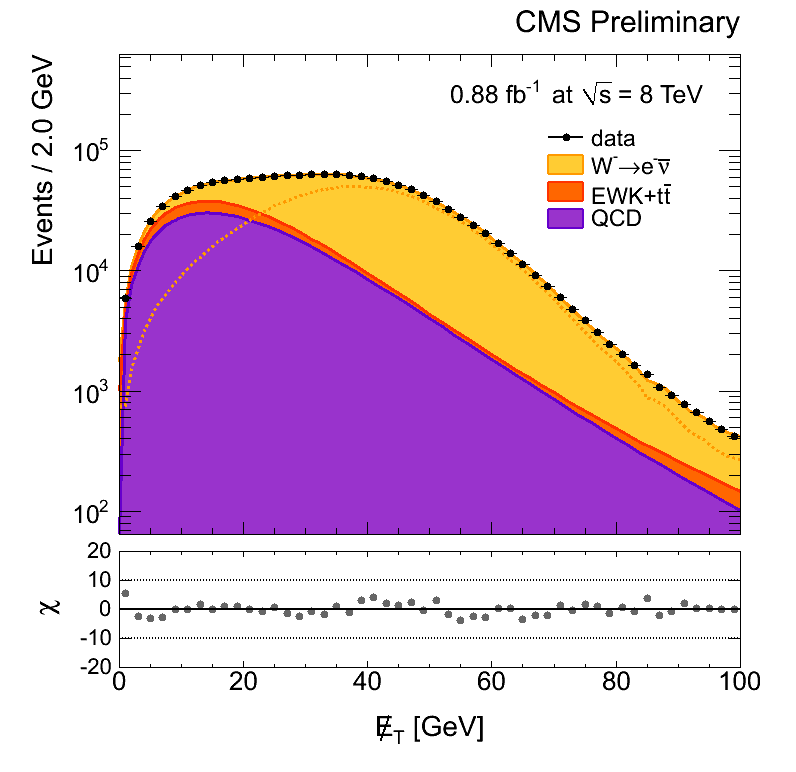 CMS Preliminary
0.88 fb⁻¹ at √s = 8 TeV
data
W⁻→e⁻ν̅
EWK+tt̅
QCD
Events / 2.0 GeV
10⁵
10⁴
10³
10²
20
10
0
-10
-20
χ
0 20 40 60 80 100
E̸_T [GeV]